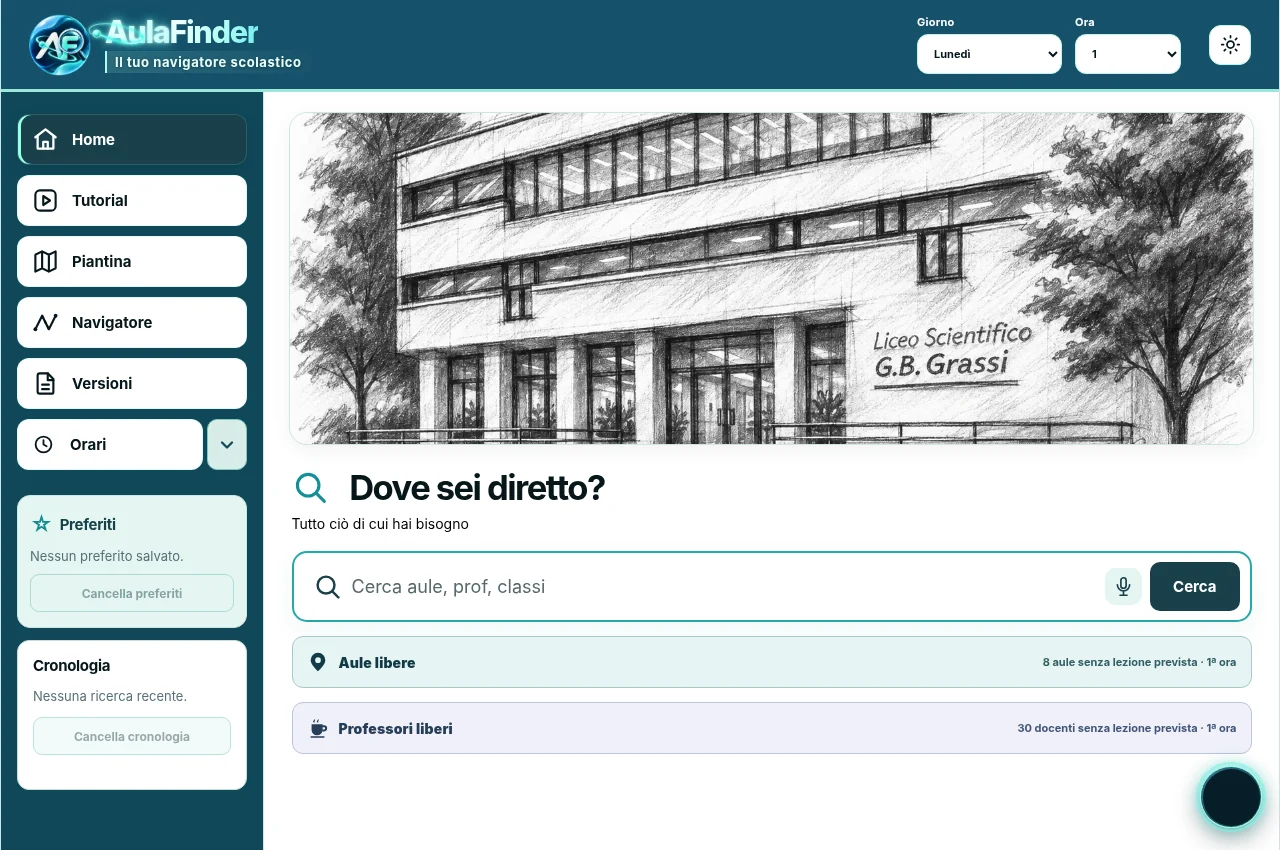 AF
AulaFinder
Il tuo navigatore scolastico
Giorno
Lunedì
Ora
1
Home
Tutorial
Piantina
Navigatore
Versioni
Orari
Preferiti
Nessun preferito salvato.
Cancella preferiti
Cronologia
Nessuna ricerca recente.
Cancella cronologia
Liceo Scientifico
G.B. Grassi
Dove sei diretto?
Tutto ciò di cui hai bisogno
Cerca aule, prof, classi
Cerca
Aule libere
8 aule senza lezione prevista · 1ª ora
Professori liberi
30 docenti senza lezione prevista · 1ª ora